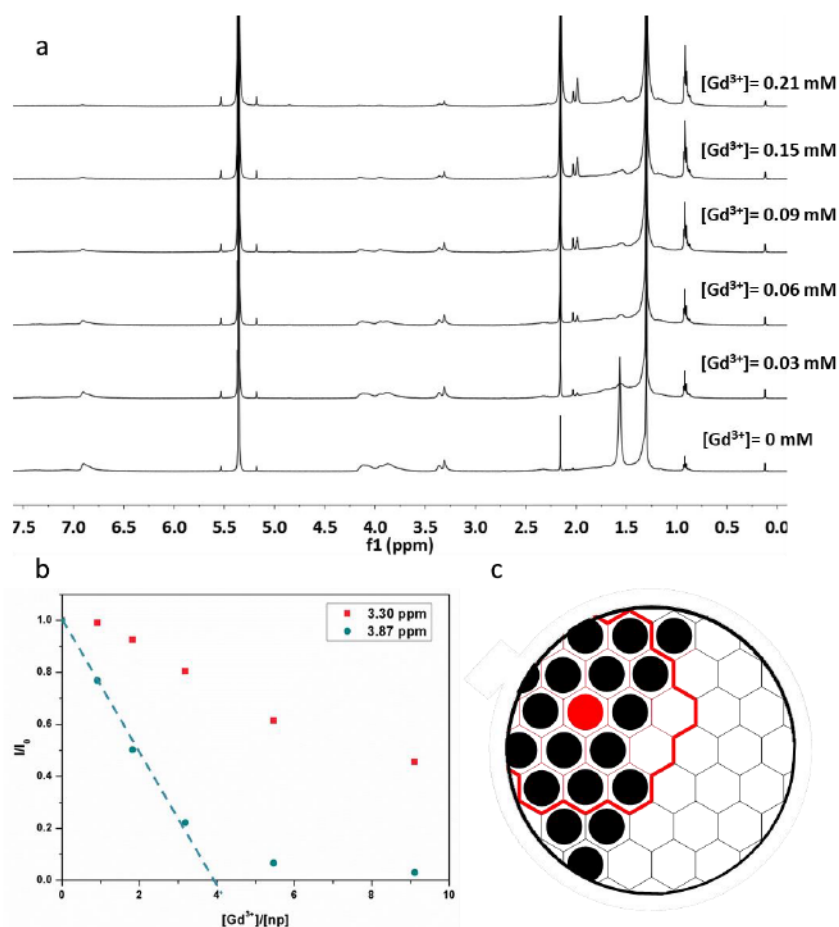 a
[Gd³⁺]= 0.21 mM
[Gd³⁺]= 0.15 mM
[Gd³⁺]= 0.09 mM
[Gd³⁺]= 0.06 mM
[Gd³⁺]= 0.03 mM
[Gd³⁺]= 0 mM
7.5 7.0 6.5 6.0 5.5 5.0 4.5 4.0 3.5 3.0 2.5 2.0 1.5 1.0 0.5 0.0
f1 (ppm)
b
3.30 ppm
3.87 ppm
1.0
0.8
0.6
0.4
0.2
0.0
I/I₀
0 2 4 6 8 10
[Gd³⁺]/[np]
c